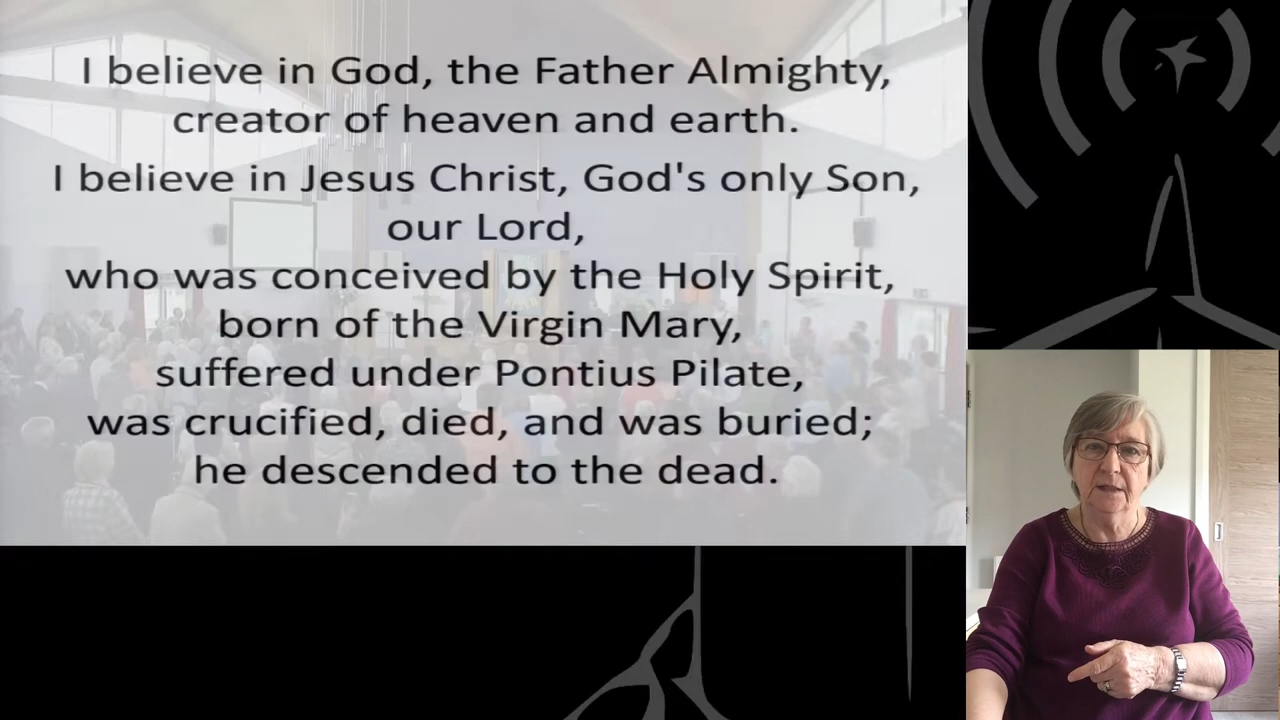 I believe in God, the Father Almighty,
creator of heaven and earth.
I believe in Jesus Christ, God's only Son,
our Lord,
who was conceived by the Holy Spirit,
born of the Virgin Mary,
suffered under Pontius Pilate,
was crucified, died, and was buried;
he descended to the dead.